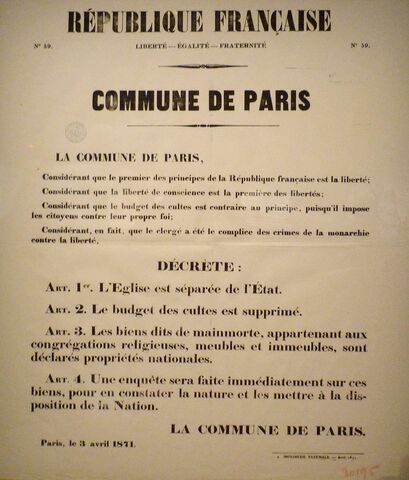 RÉPUBLIQUE FRANÇAISE
N° 59. LIBERTÉ — ÉGALITÉ — FRATERNITÉ N° 59.
COMMUNE DE PARIS
LA COMMUNE DE PARIS,
Considérant que le premier des principes de la République française est la liberté;
Considérant que la liberté de conscience est la première des libertés;
Considérant que le budget des cultes est contraire au principe, puisqu'il impose
les citoyens contre leur propre foi;
Considérant, en fait, que le clergé a été le complice des crimes de la monarchie
contre la liberté,
DÉCRÈTE :
ART. 1er. L'Eglise est séparée de l'État.
ART. 2. Le budget des cultes est supprimé.
ART. 3. Les biens dits de mainmorte, appartenant aux
congrégations religieuses, meubles et immeubles, sont
déclarés propriétés nationales.
ART. 4. Une enquête sera faite immédiatement sur ces
biens, pour en constater la nature et les mettre à la dis-
position de la Nation.
LA COMMUNE DE PARIS.
Paris, le 3 avril 1871.
IMPRIMERIE NATIONALE. — Avril 1871.